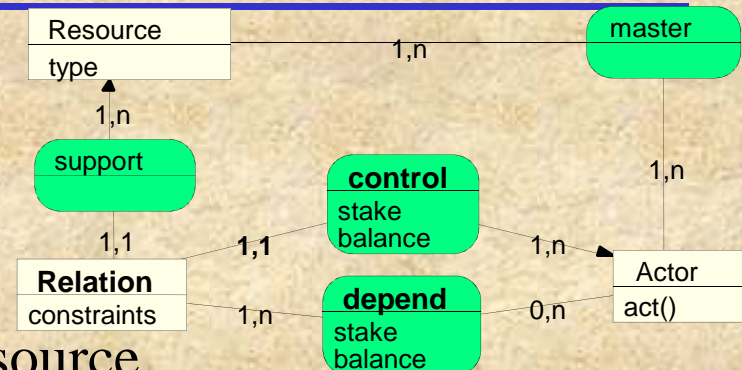 Resource
type
master
1,n
1,n
support
control
stake
balance
1,n
1,1
1,1
1,n
Relation
constraints
Actor
act()
depend
stake
balance
1,n
0,n
source